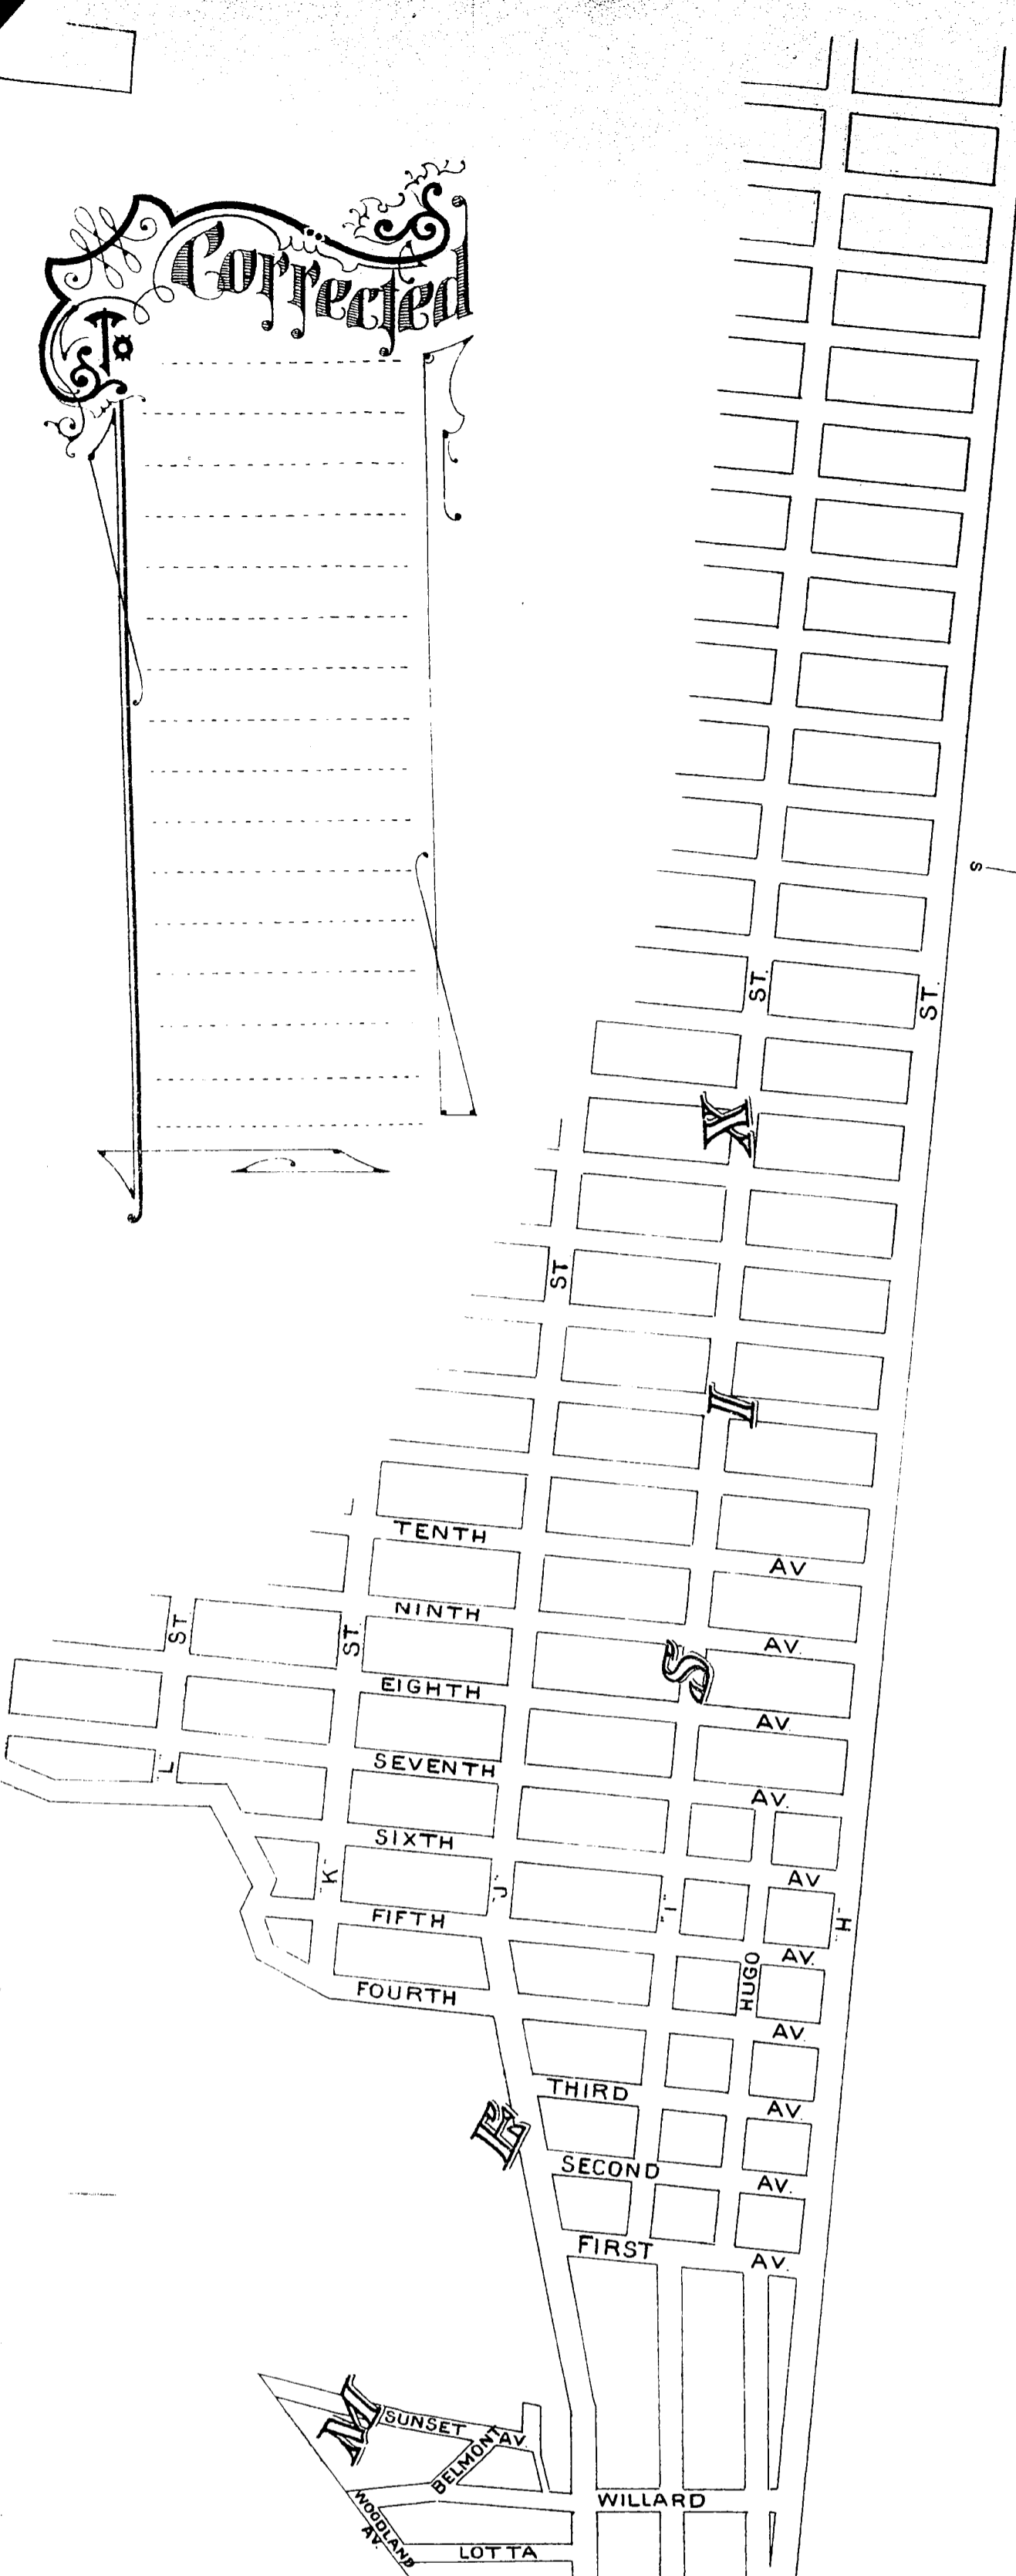 Corrected
To
S
ST.
ST.
X
ST
I
TENTH AV
NINTH AV.
ST
ST.
S
EIGHTH AV.
SEVENTH AV.
"L"
SIXTH AV
"K"
"J"
"I"
"H"
FIFTH AV.
HUGO
FOURTH AV.
THIRD AV.
E
SECOND AV.
FIRST AV.
M
SUNSET AV.
BELMONT
WILLARD
WOODLAND AV.
LOTTA